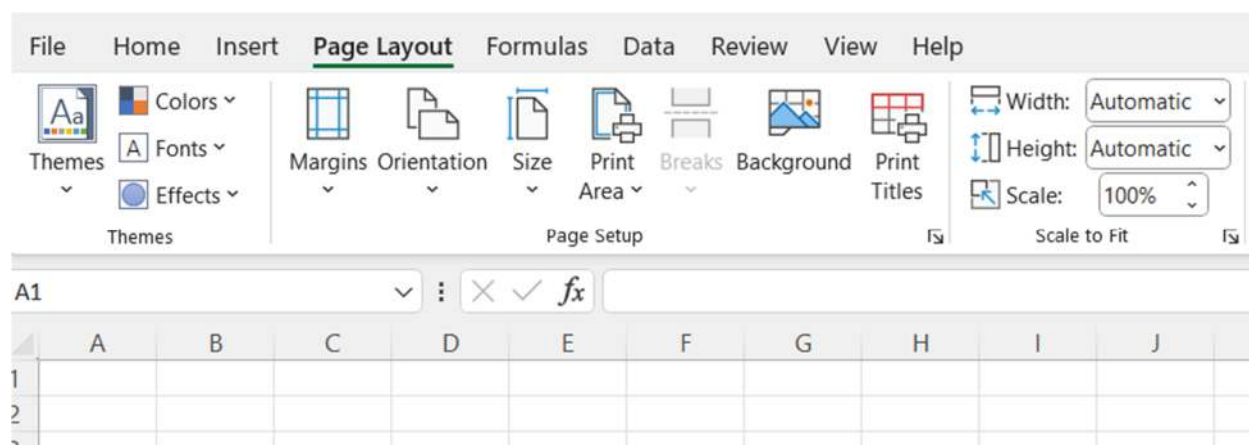 File Home Insert Page Layout Formulas Data Review View Help
Aa
Themes
Colors
A Fonts
Effects
Themes
Margins
Orientation
Size
Print
Area
Breaks
Background
Print
Titles
Page Setup
Width: Automatic
Height: Automatic
Scale: 100%
Scale to Fit
A1 fx
A B C D E F G H I J
1
2